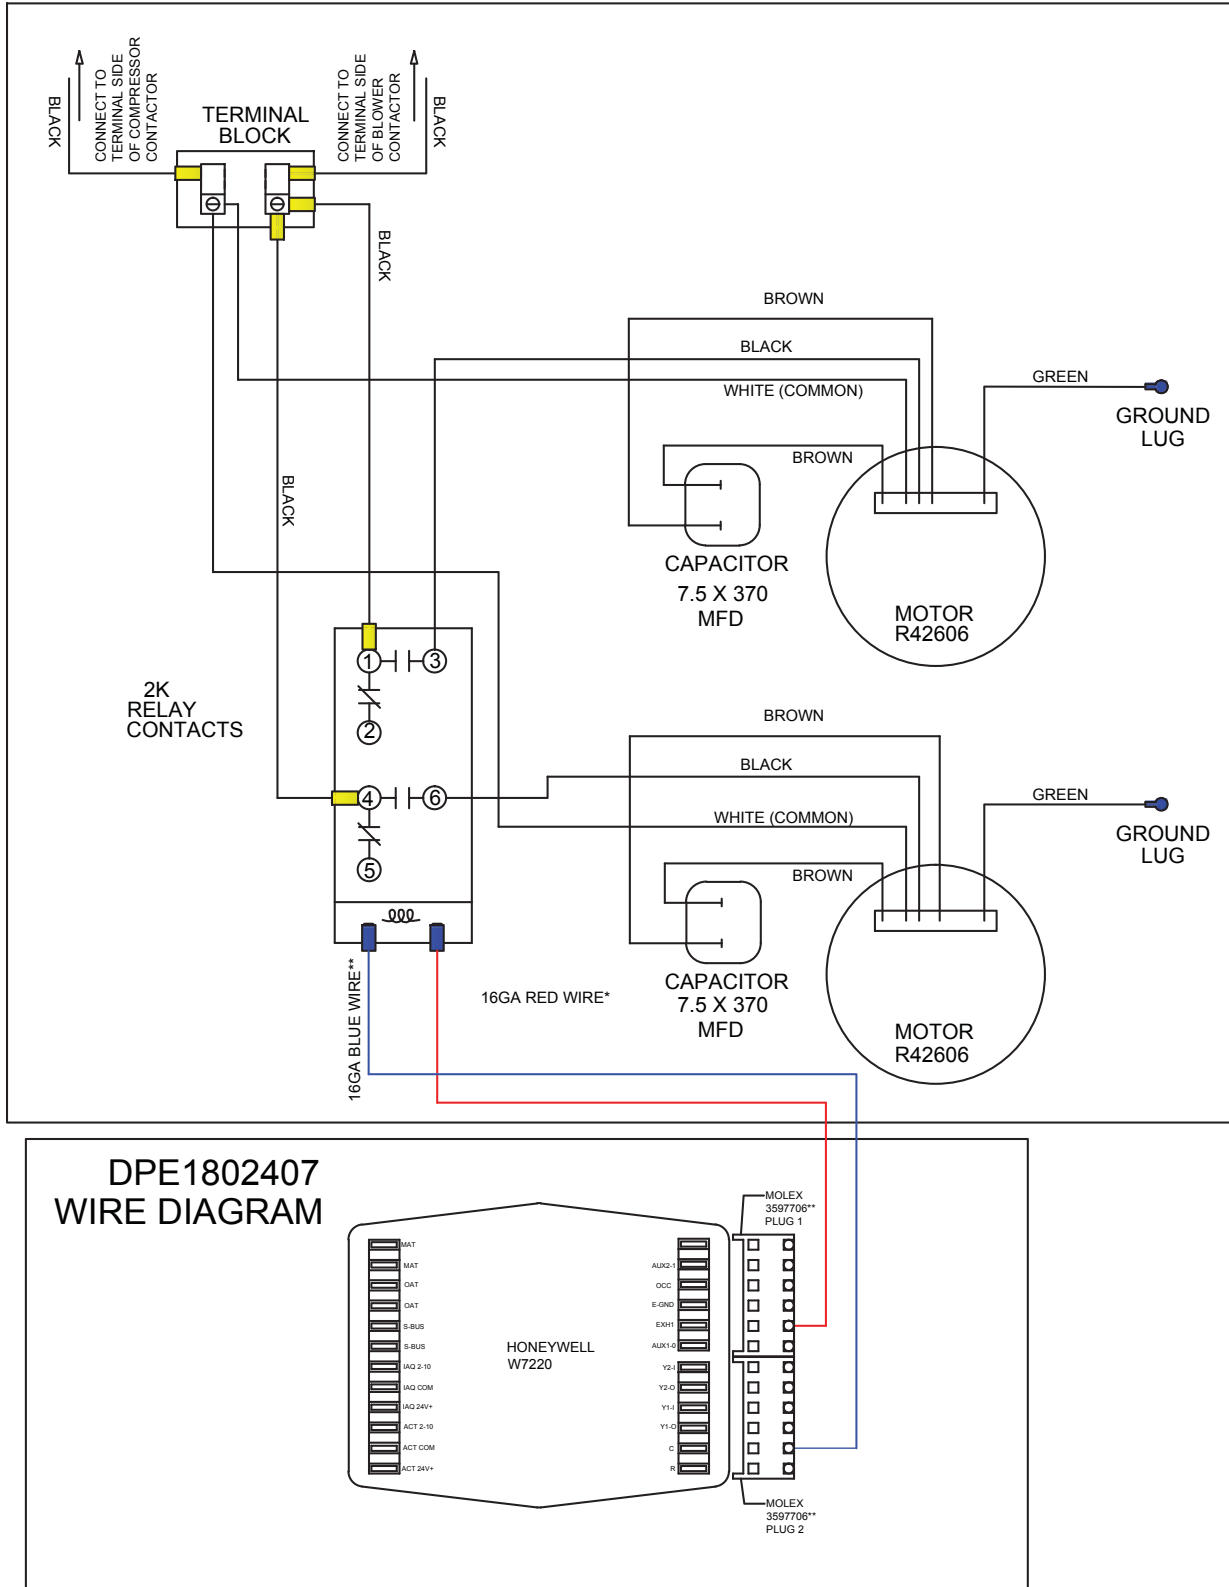 BLACK
CONNECT TO
TERMINAL SIDE
OF COMPRESSOR
CONTACTOR
TERMINAL
BLOCK
CONNECT TO
TERMINAL SIDE
OF BLOWER
CONTACTOR
BLACK
BLACK
BLACK
BROWN
BLACK
WHITE (COMMON)
BROWN
GREEN
GROUND
LUG
CAPACITOR
7.5 X 370
MFD
MOTOR
R42606
2K
RELAY
CONTACTS
1
3
2
4
6
5
BROWN
BLACK
WHITE (COMMON)
BROWN
GREEN
GROUND
LUG
CAPACITOR
7.5 X 370
MFD
MOTOR
R42606
16GA BLUE WIRE**
16GA RED WIRE*
DPE1802407
WIRE DIAGRAM
MOLEX
3597706**
PLUG 1
MAT
MAT
OAT
OAT
S-BUS
S-BUS
IAQ 2-10
IAQ COM
IAQ 24V+
ACT 2-10
ACT COM
ACT 24V+
HONEYWELL
W7220
AUX2-1
OCC
E-GND
EXH1
AUX1-0
Y2-I
Y2-O
Y1-I
Y1-O
C
R
MOLEX
3597706**
PLUG 2